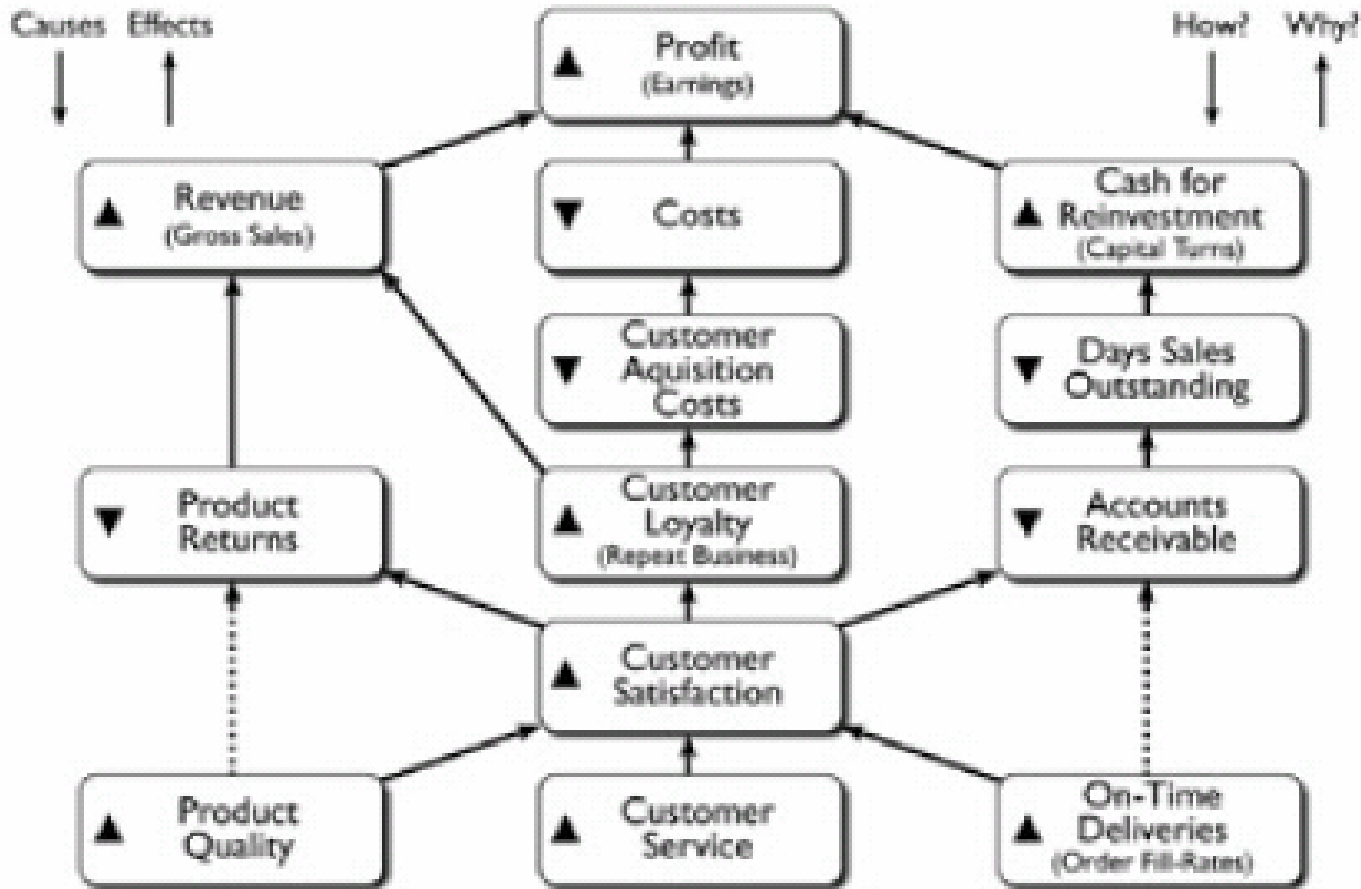 Causes Effects
How? Why?
Profit
(Earnings)
Revenue
(Gross Sales)
Costs
Cash for
Reinvestment
(Capital Turns)
Customer
Aquisition
Costs
Days Sales
Outstanding
Product
Returns
Customer
Loyalty
(Repeat Business)
Accounts
Receivable
Customer
Satisfaction
Product
Quality
Customer
Service
On-Time
Deliveries
(Order Fill-Rates)